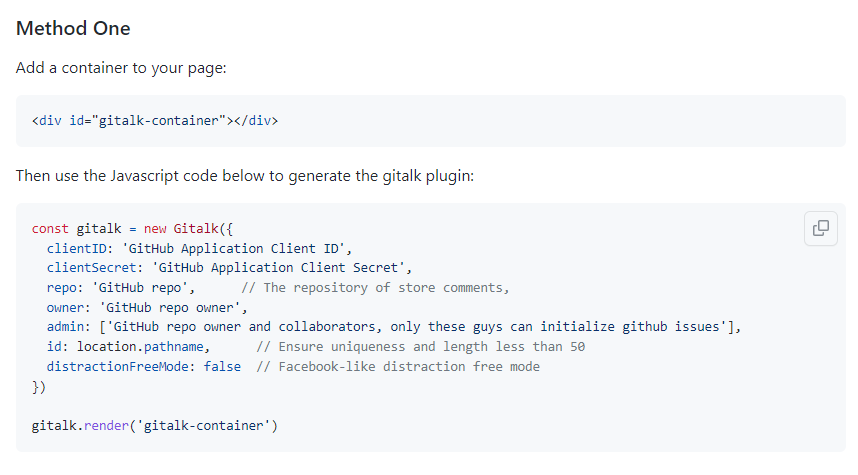 Method One
Add a container to your page:
<div id="gitalk-container"></div>
Then use the Javascript code below to generate the gitalk plugin:
const gitalk = new Gitalk({
  clientID: 'GitHub Application Client ID',
  clientSecret: 'GitHub Application Client Secret',
  repo: 'GitHub repo',      // The repository of store comments,
  owner: 'GitHub repo owner',
  admin: ['GitHub repo owner and collaborators, only these guys can initialize github issues'],
  id: location.pathname,      // Ensure uniqueness and length less than 50
  distractionFreeMode: false  // Facebook-like distraction free mode
})
gitalk.render('gitalk-container')